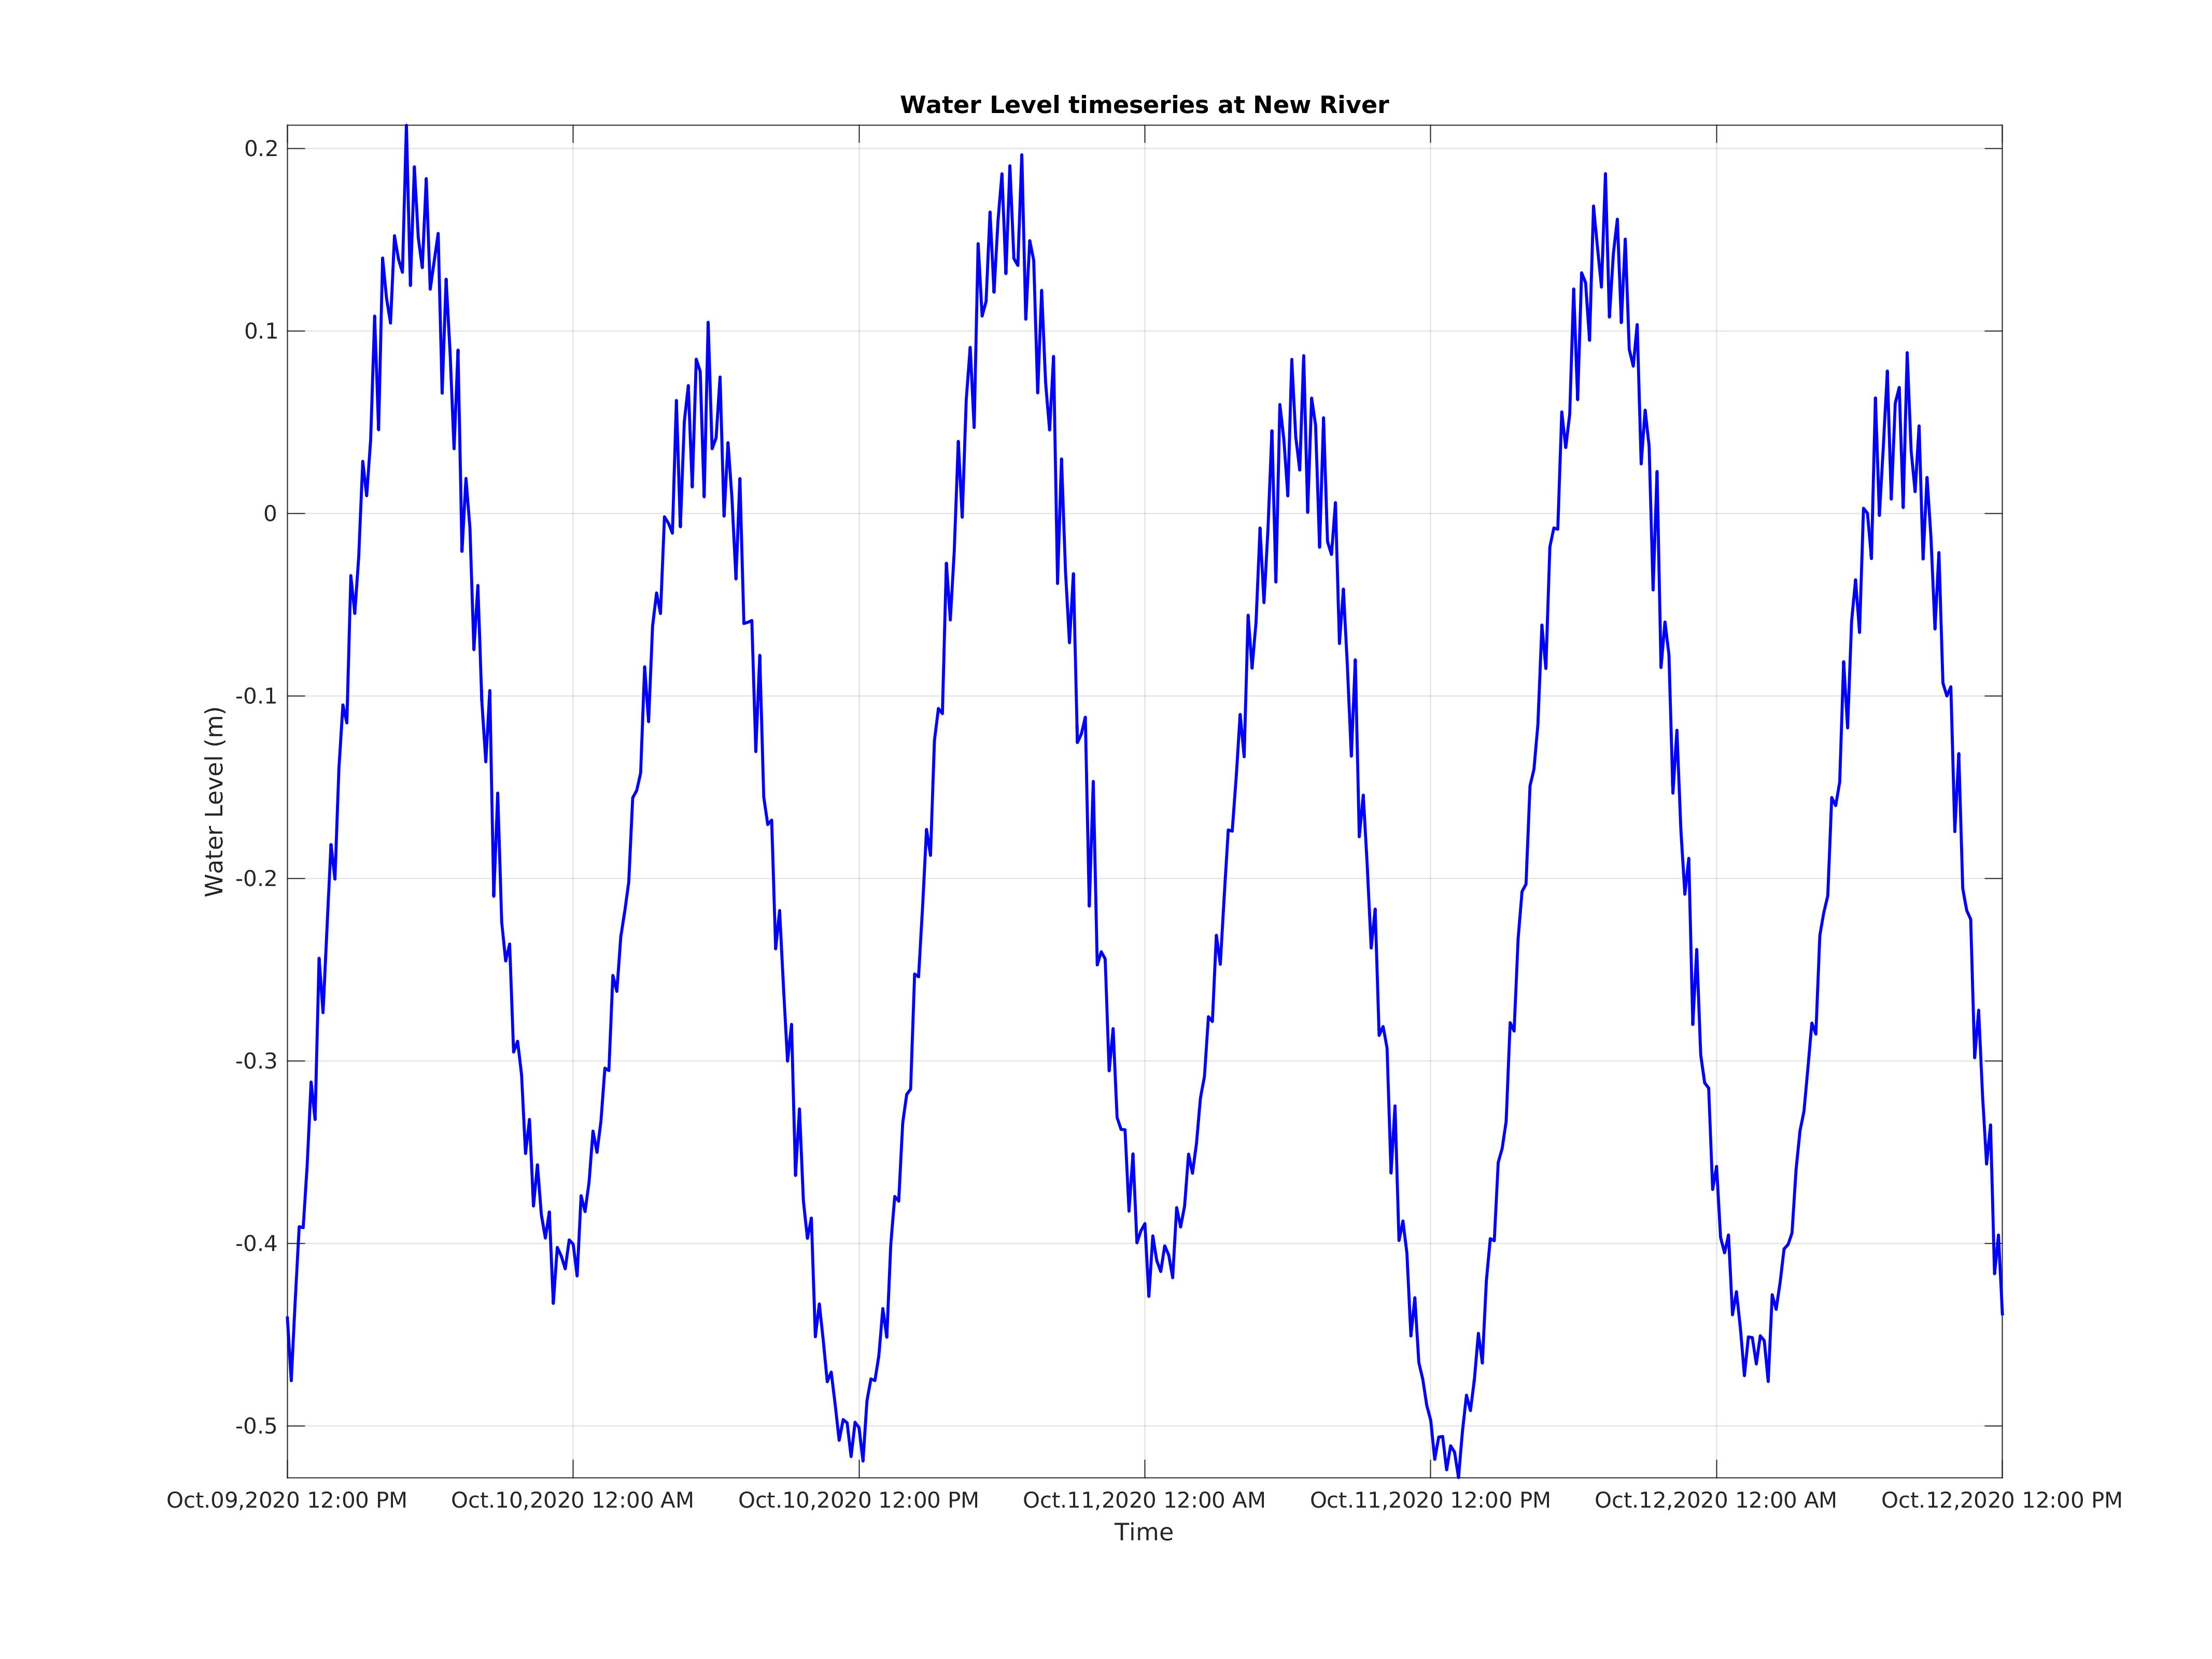 Water Level timeseries at New River
0.2
0.1
0
-0.1
-0.2
-0.3
-0.4
-0.5
Water Level (m)
Oct.09,2020 12:00 PM
Oct.10,2020 12:00 AM
Oct.10,2020 12:00 PM
Oct.11,2020 12:00 AM
Oct.11,2020 12:00 PM
Oct.12,2020 12:00 AM
Oct.12,2020 12:00 PM
Time